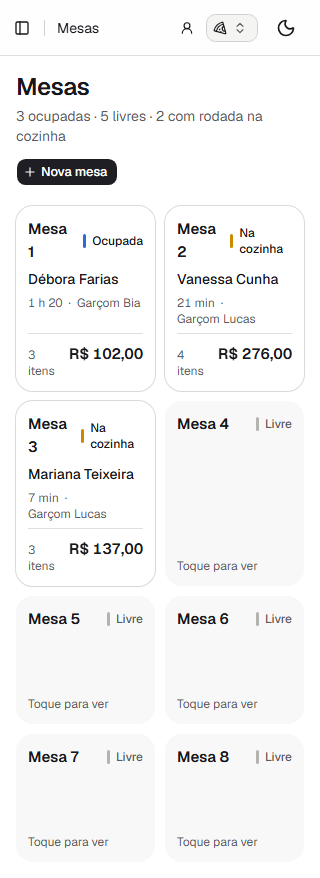 Mesas
Mesas
3 ocupadas · 5 livres · 2 com rodada na
cozinha
+ Nova mesa
Mesa
1
Ocupada
Débora Farias
1 h 20 · Garçom Bia
3
itens
R$ 102,00
Mesa
2
Na
cozinha
Vanessa Cunha
21 min ·
Garçom Lucas
4
itens
R$ 276,00
Mesa
3
Na
cozinha
Mariana Teixeira
7 min ·
Garçom Lucas
3
itens
R$ 137,00
Mesa 4
Livre
Toque para ver
Mesa 5
Livre
Toque para ver
Mesa 6
Livre
Toque para ver
Mesa 7
Livre
Toque para ver
Mesa 8
Livre
Toque para ver